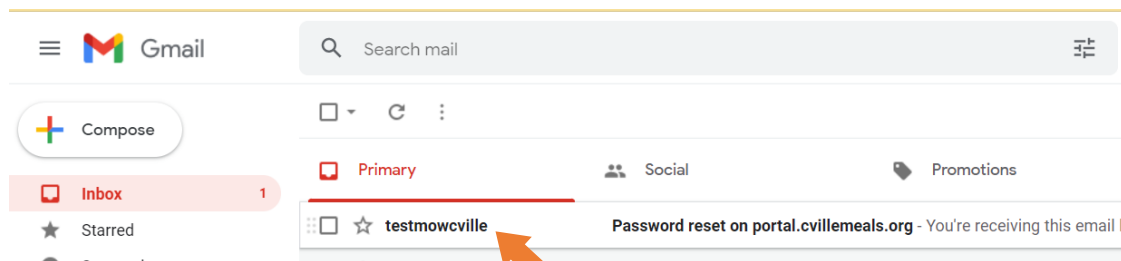 Gmail
Search mail
Compose
Primary
Social
Promotions
Inbox 1
testmowcville Password reset on portal.cvillemeals.org - You're receiving this email
Starred